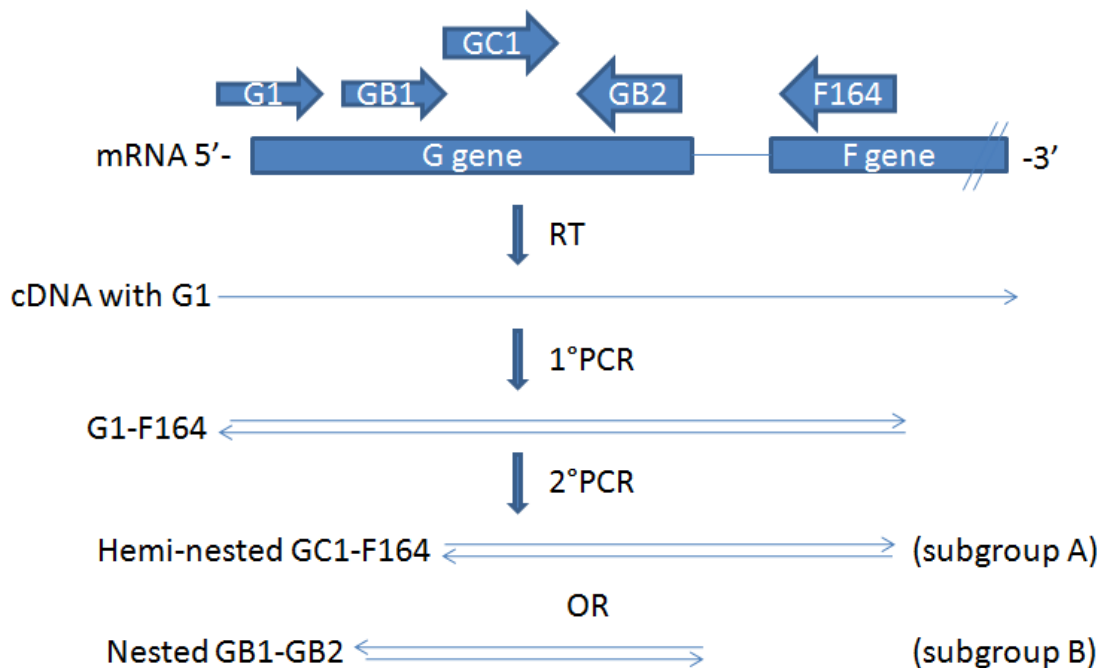 GC1
G1 GB1 GB2 F164
mRNA 5’- G gene F gene -3’
RT
cDNA with G1
1°PCR
G1-F164
2°PCR
Hemi-nested GC1-F164 (subgroup A)
OR
Nested GB1-GB2 (subgroup B)